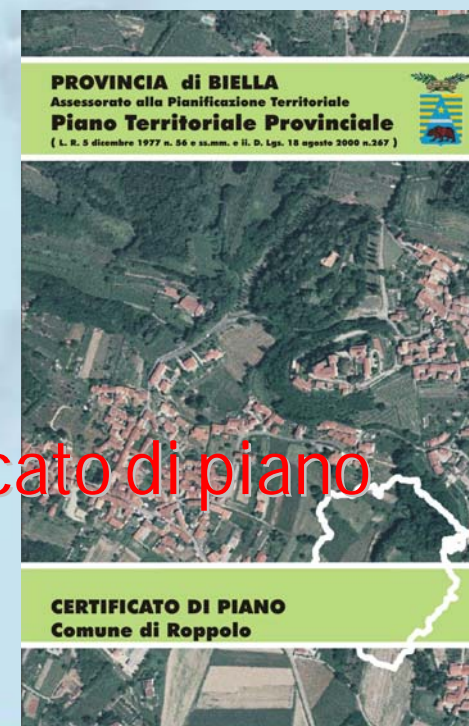 PROVINCIA di BIELLA
Assessorato alla Pianificazione Territoriale
Piano Territoriale Provinciale
( L. R. 5 dicembre 1977 n. 56 e ss.mm. e ii. D. Lgs. 18 agosto 2000 n.267 )
cato di piano
CERTIFICATO DI PIANO
Comune di Roppolo